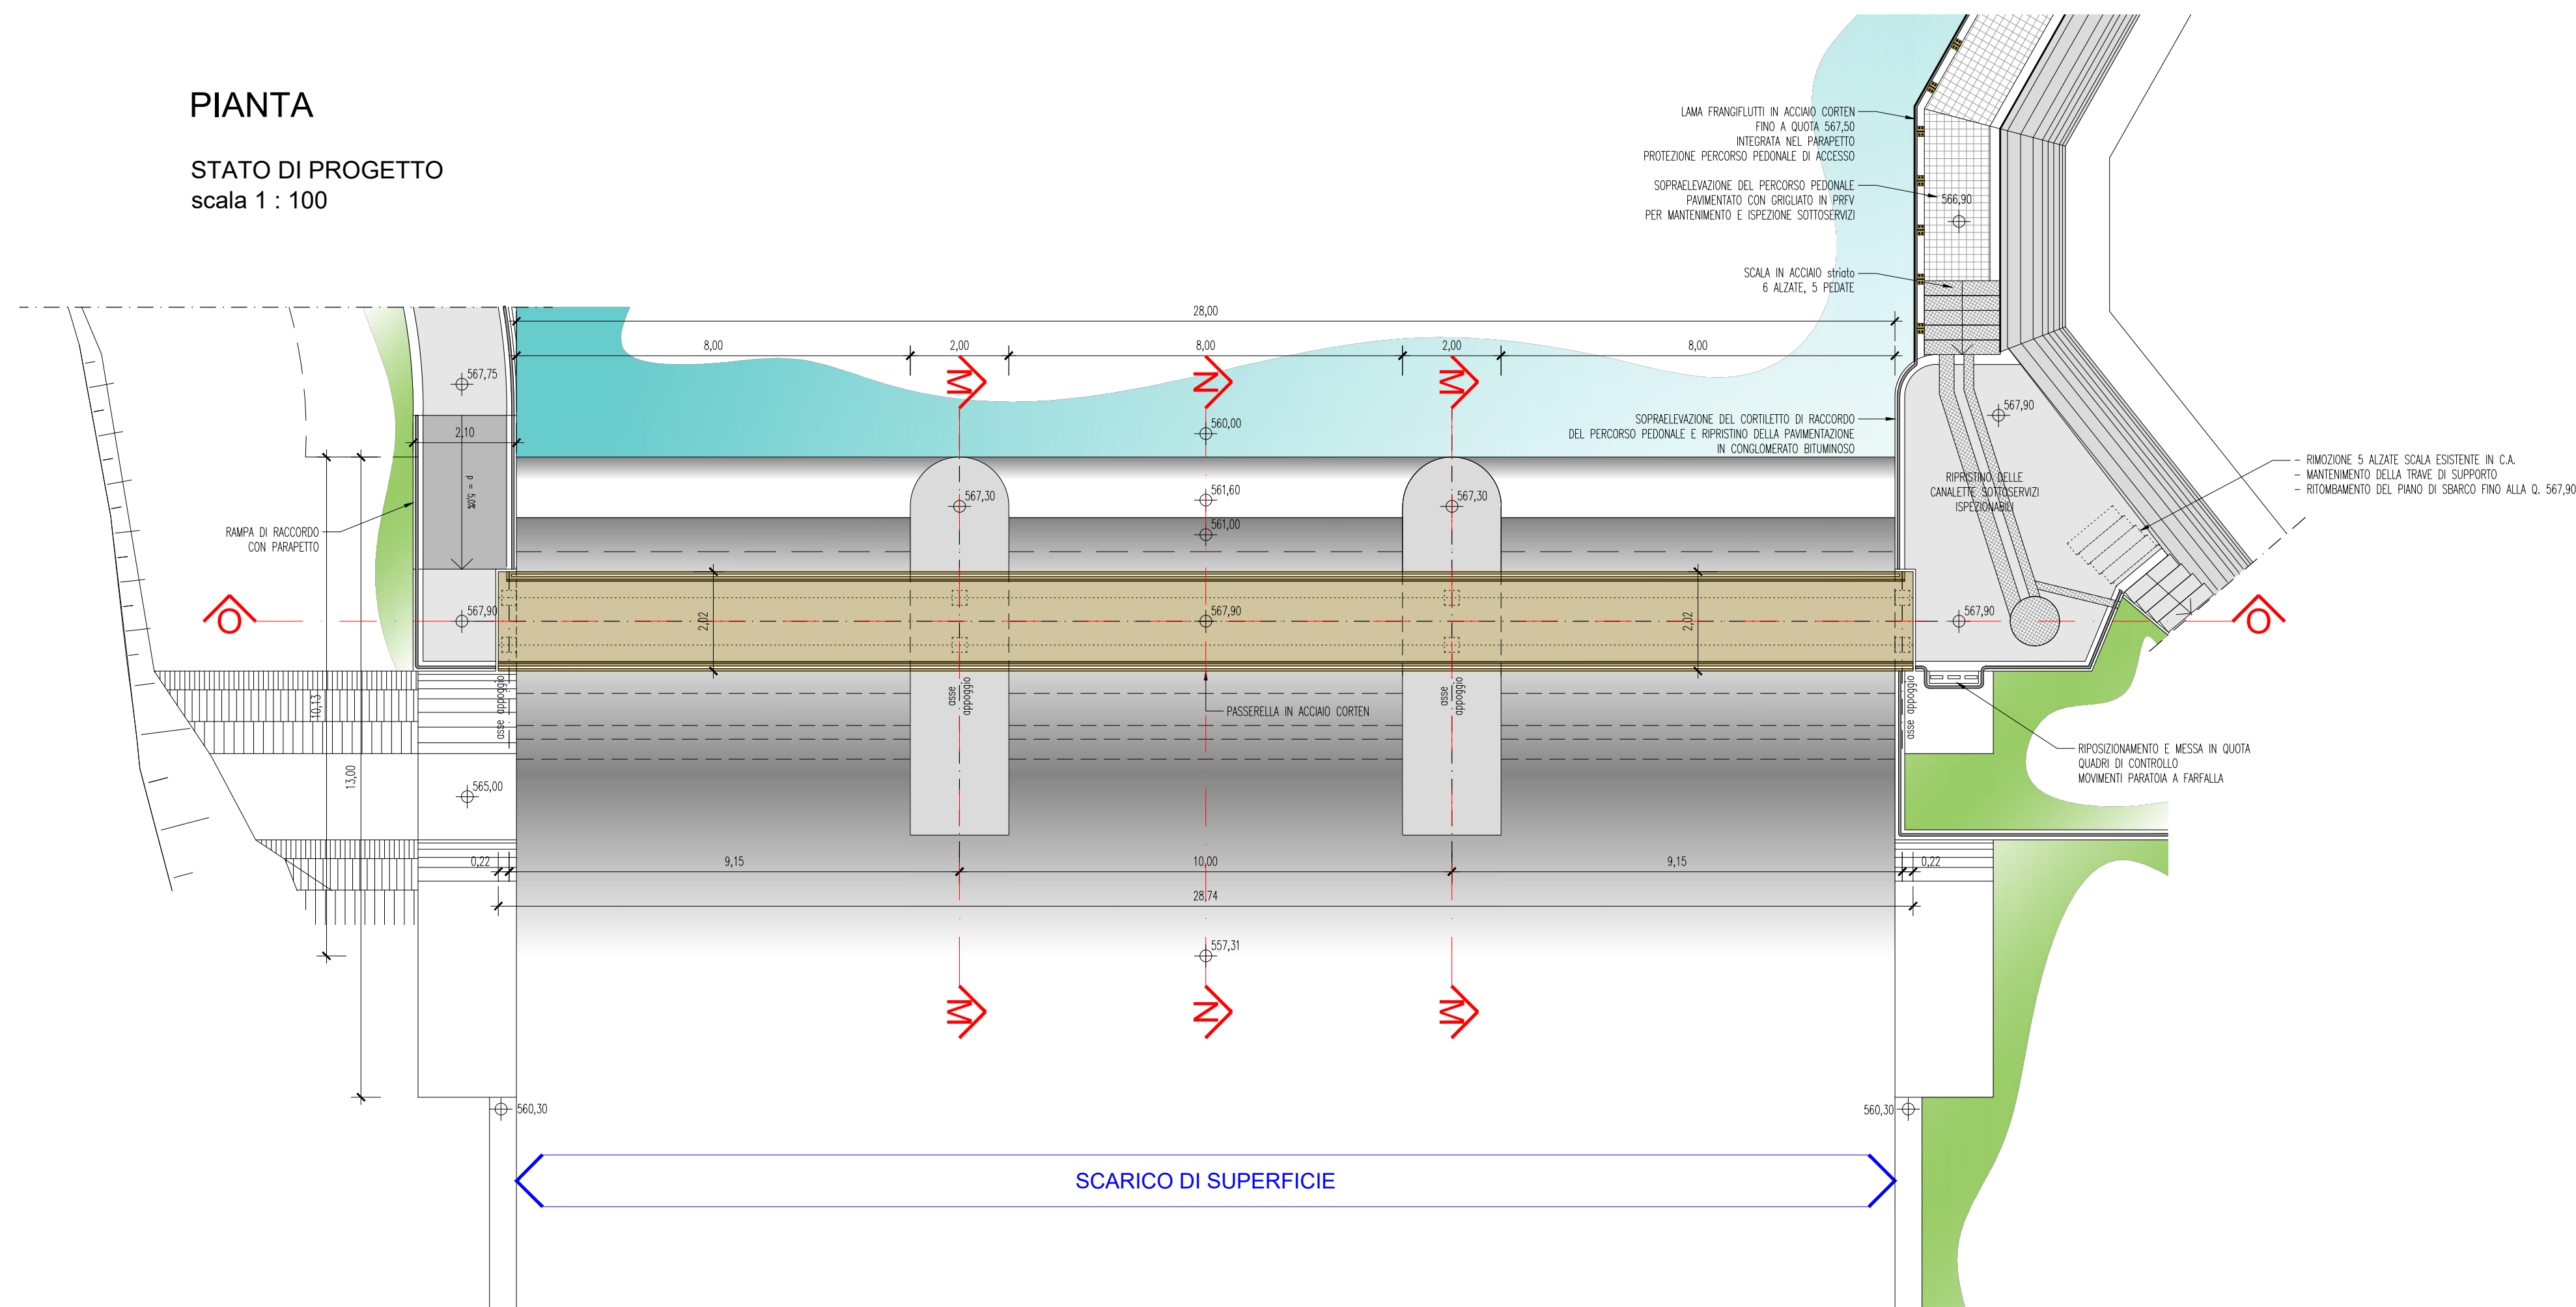 PIANTA
STATO DI PROGETTO
scala 1 : 100
LAMA FRANGIFLUTTI IN ACCIAIO CORTEN
FINO A QUOTA 567,50
INTEGRATA NEL PARAPETTO
PROTEZIONE PERCORSO PEDONALE DI ACCESSO
SOPRAELEVAZIONE DEL PERCORSO PEDONALE
PAVIMENTATO CON GRIGLIATO IN PRFV
PER MANTENIMENTO E ISPEZIONE SOTTOSERVIZI
566,90
SCALA IN ACCIAIO striato
6 ALZATE, 5 PEDATE
28,00
8,00
2,00
8,00
2,00
8,00
M
N
M
567,75
567,90
2,10
560,00
SOPRAELEVAZIONE DEL CORTILETTO DI RACCORDO
DEL PERCORSO PEDONALE E RIPRISTINO DELLA PAVIMENTAZIONE
IN CONGLOMERATO BITUMINOSO
- RIMOZIONE 5 ALZATE SCALA ESISTENTE IN C.A.
- MANTENIMENTO DELLA TRAVE DI SUPPORTO
- RITOMBAMENTO DEL PIANO DI SBARCO FINO ALLA Q. 567,90
RIPRISTINO DELLE
CANALETTE SOTTOSERVIZI
ISPEZIONABILI
p = 5,0%
567,30
561,60
567,30
561,00
RAMPA DI RACCORDO
CON PARAPETTO
O
567,90
2,02
567,90
2,02
567,90
O
asse appoggio
asse
appoggio
asse
appoggio
asse appoggio
PASSERELLA IN ACCIAIO CORTEN
10,13
13,00
565,00
RIPOSIZIONAMENTO E MESSA IN QUOTA
QUADRI DI CONTROLLO
MOVIMENTI PARATOIA A FARFALLA
0,22
9,15
10,00
9,15
0,22
28,74
557,31
M
N
M
560,30
560,30
SCARICO DI SUPERFICIE